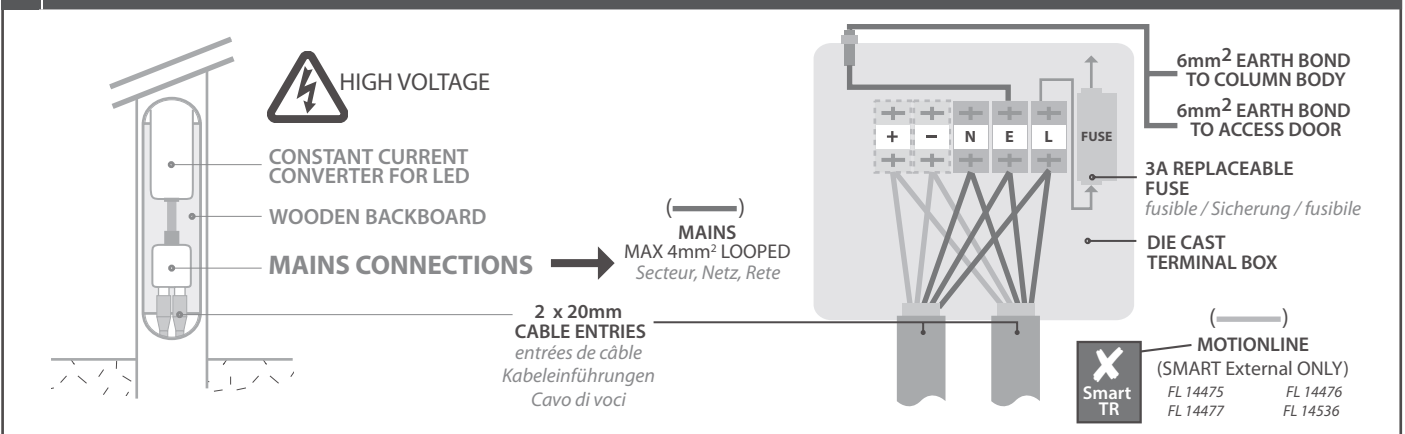 HIGH VOLTAGE
CONSTANT CURRENT
CONVERTER FOR LED
WOODEN BACKBOARD
MAINS CONNECTIONS
( )
MAINS
MAX 4mm² LOOPED
Secteur, Netz, Rete
2 x 20mm
CABLE ENTRIES
entrées de câble
Kabeleinführungen
Cavo di voci
+ − N E L
FUSE
6mm² EARTH BOND
TO COLUMN BODY
6mm² EARTH BOND
TO ACCESS DOOR
3A REPLACEABLE
FUSE
fusible / Sicherung / fusibile
DIE CAST
TERMINAL BOX
( )
MOTIONLINE
(SMART External ONLY)
FL 14475 FL 14476
FL 14477 FL 14536
X
Smart
TR